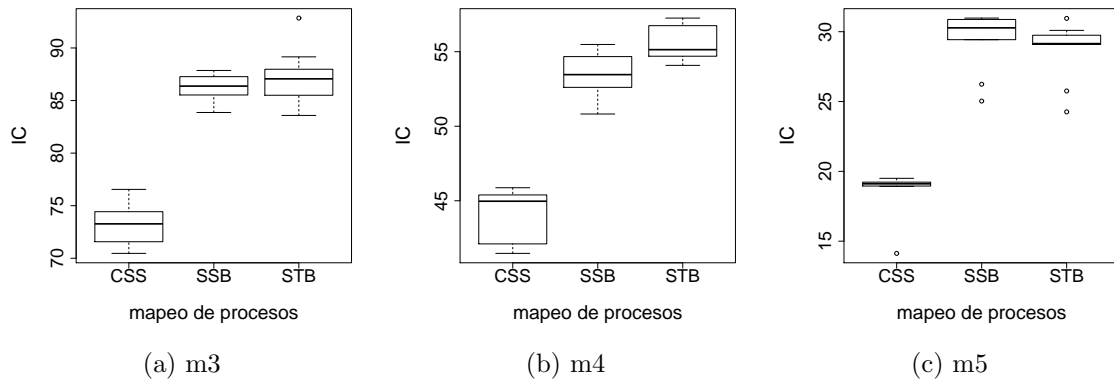 IC
90
85
80
75
70
CSS SSB STB
mapeo de procesos
(a) m3
IC
55
50
45
CSS SSB STB
mapeo de procesos
(b) m4
IC
30
25
20
15
CSS SSB STB
mapeo de procesos
(c) m5